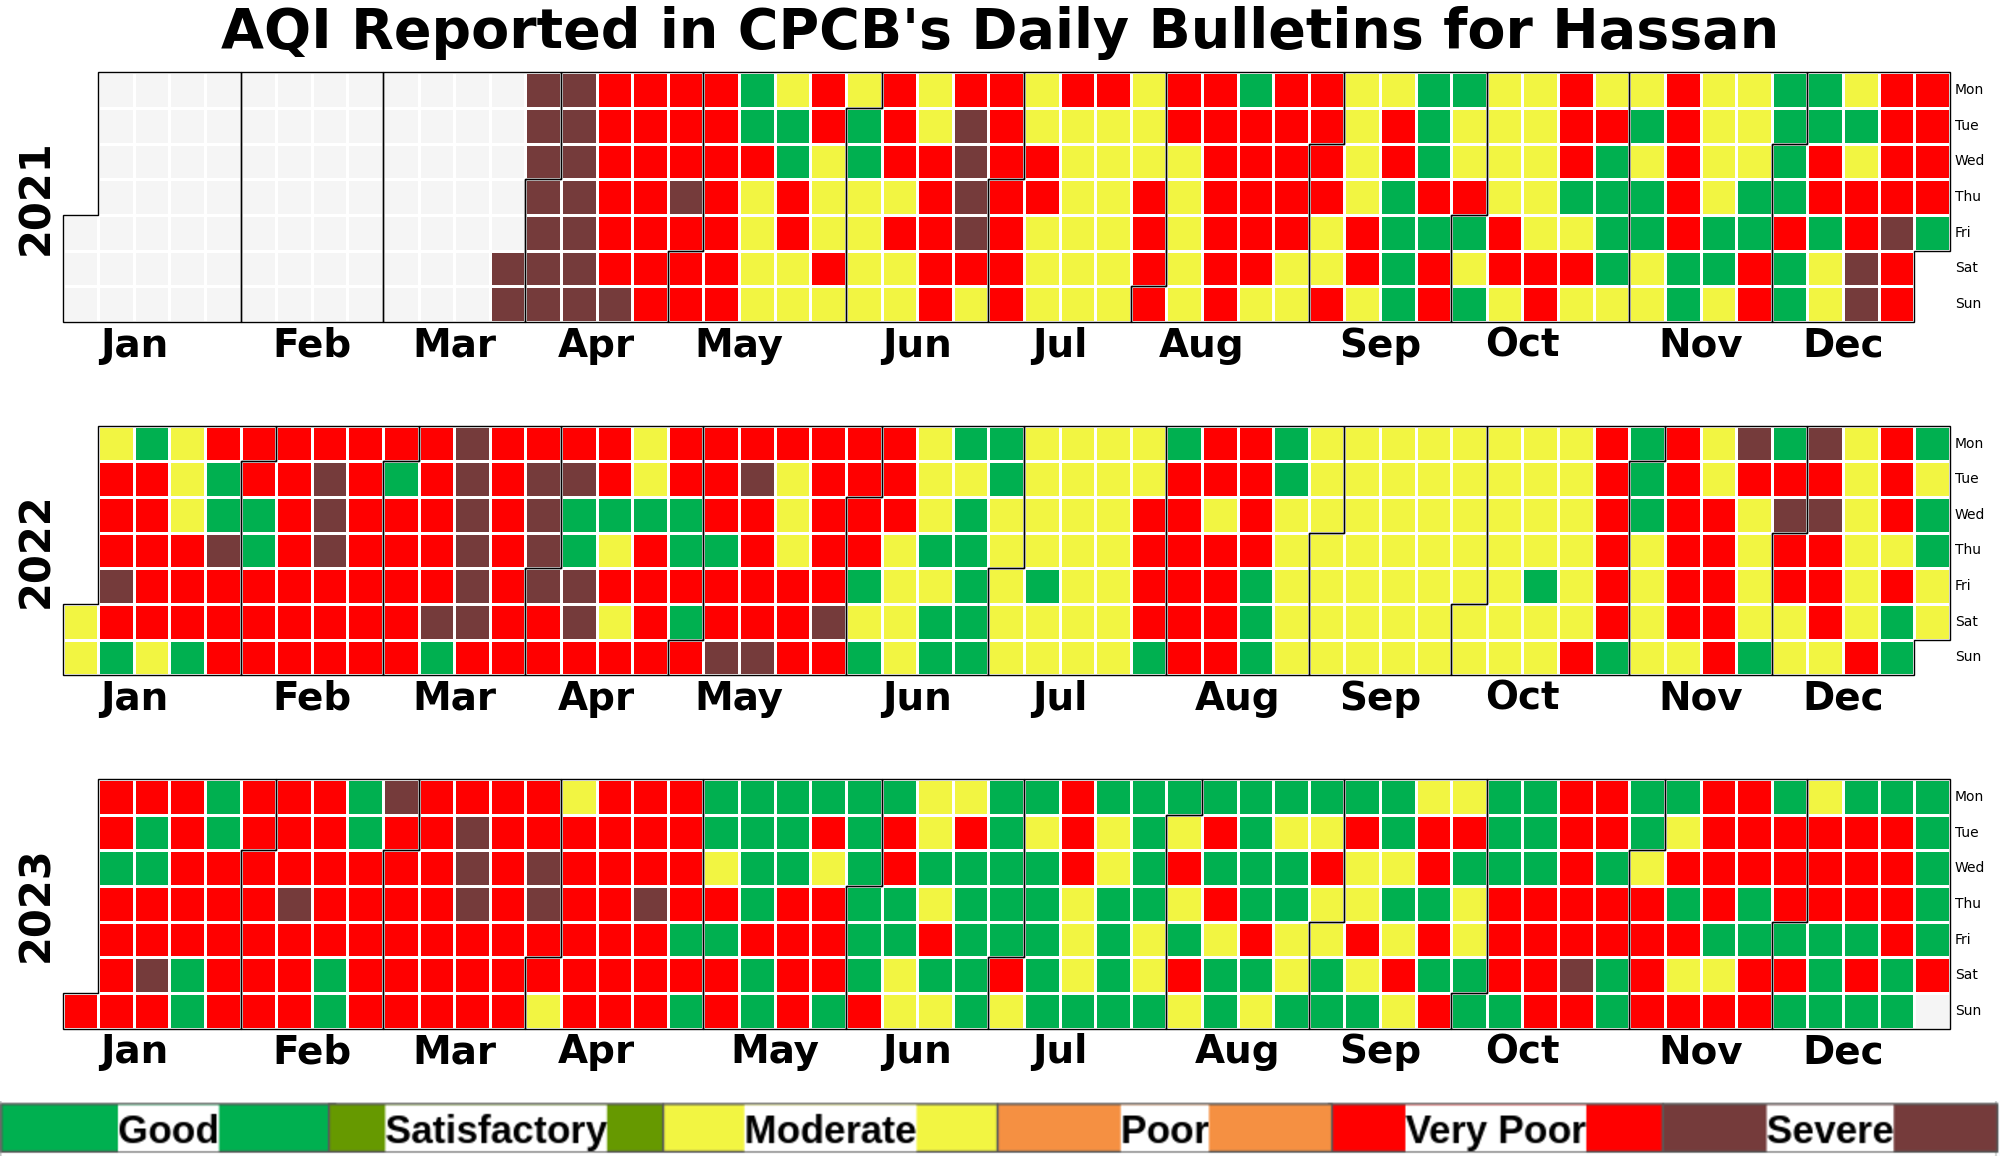 AQI Reported in CPCB's Daily Bulletins for Hassan
2021
Mon
Tue
Wed
Thu
Fri
Sat
Sun
Jan Feb Mar Apr May Jun Jul Aug Sep Oct Nov Dec
2022
Mon
Tue
Wed
Thu
Fri
Sat
Sun
Jan Feb Mar Apr May Jun Jul Aug Sep Oct Nov Dec
2023
Mon
Tue
Wed
Thu
Fri
Sat
Sun
Jan Feb Mar Apr May Jun Jul Aug Sep Oct Nov Dec
Good Satisfactory Moderate Poor Very Poor Severe